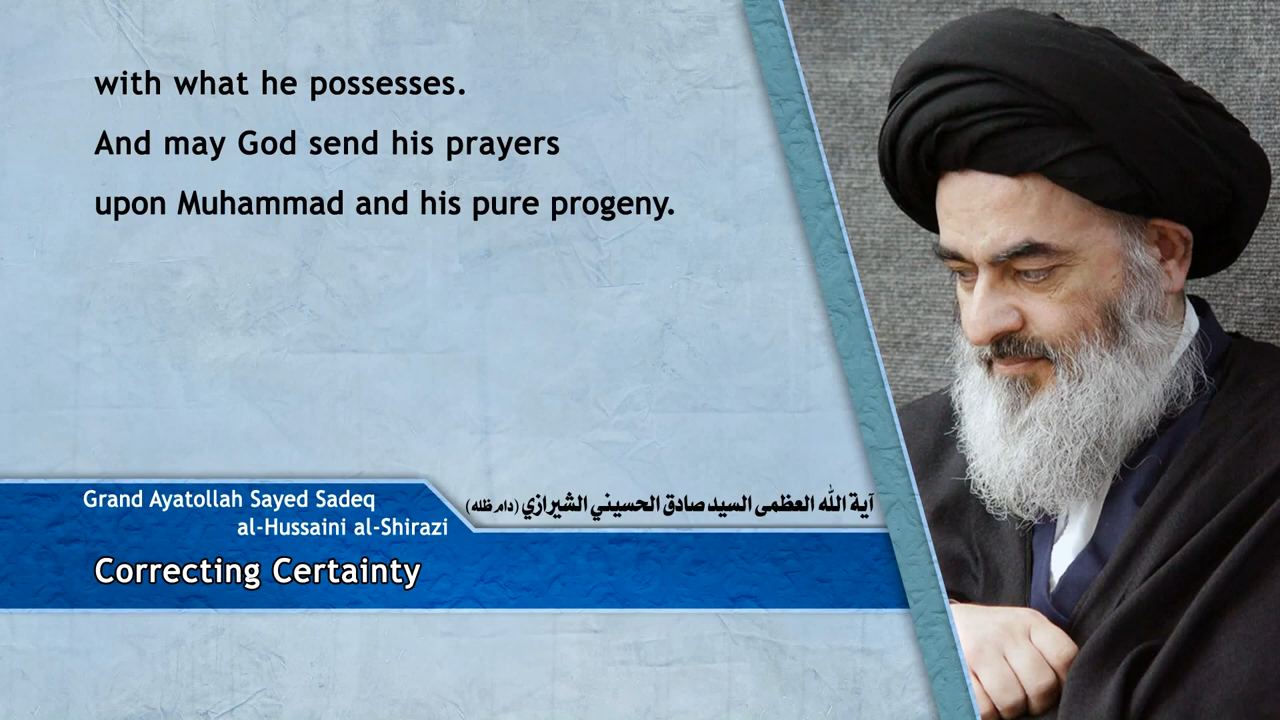 with what he possesses.
And may God send his prayers
upon Muhammad and his pure progeny.
Grand Ayatollah Sayed Sadeq
al-Hussaini al-Shirazi
آية الله العظمى السيد صادق الحسيني الشيرازي (دام ظله)
Correcting Certainty